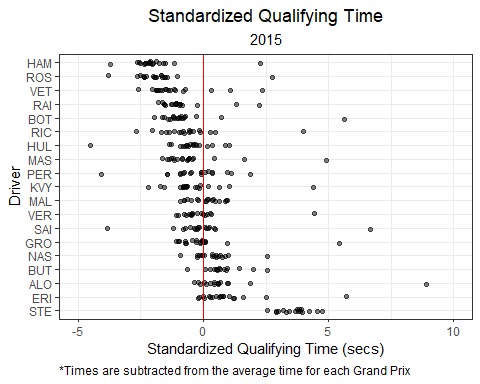 Standardized Qualifying Time
2015
Driver
HAM
ROS
VET
RAI
BOT
RIC
HUL
MAS
PER
KVY
MAL
VER
SAI
GRO
NAS
BUT
ALO
ERI
STE
-5 0 5 10
Standardized Qualifying Time (secs)
*Times are subtracted from the average time for each Grand Prix